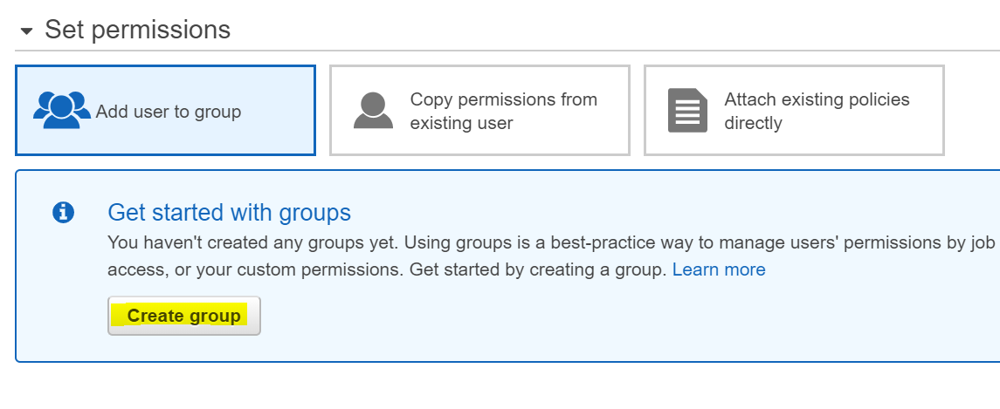 Set permissions
Add user to group
Copy permissions from
existing user
Attach existing policies
directly
Get started with groups
You haven't created any groups yet. Using groups is a best-practice way to manage users' permissions by job
access, or your custom permissions. Get started by creating a group. Learn more
Create group